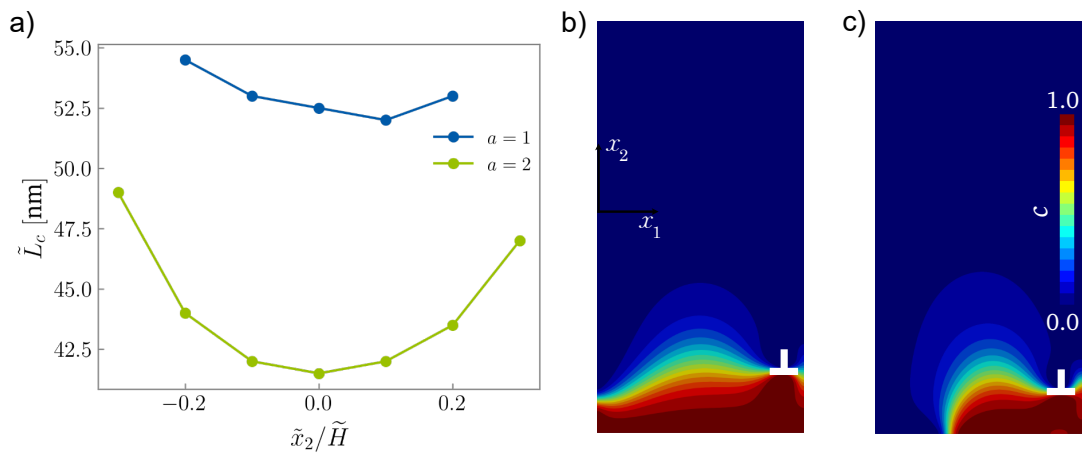 a)
b)
c)
55.0
52.5
50.0
47.5
45.0
42.5
L̃c [nm]
a = 1
a = 2
−0.2
0.0
0.2
x̃₂/H̃
x₂
x₁
1.0
c
0.0